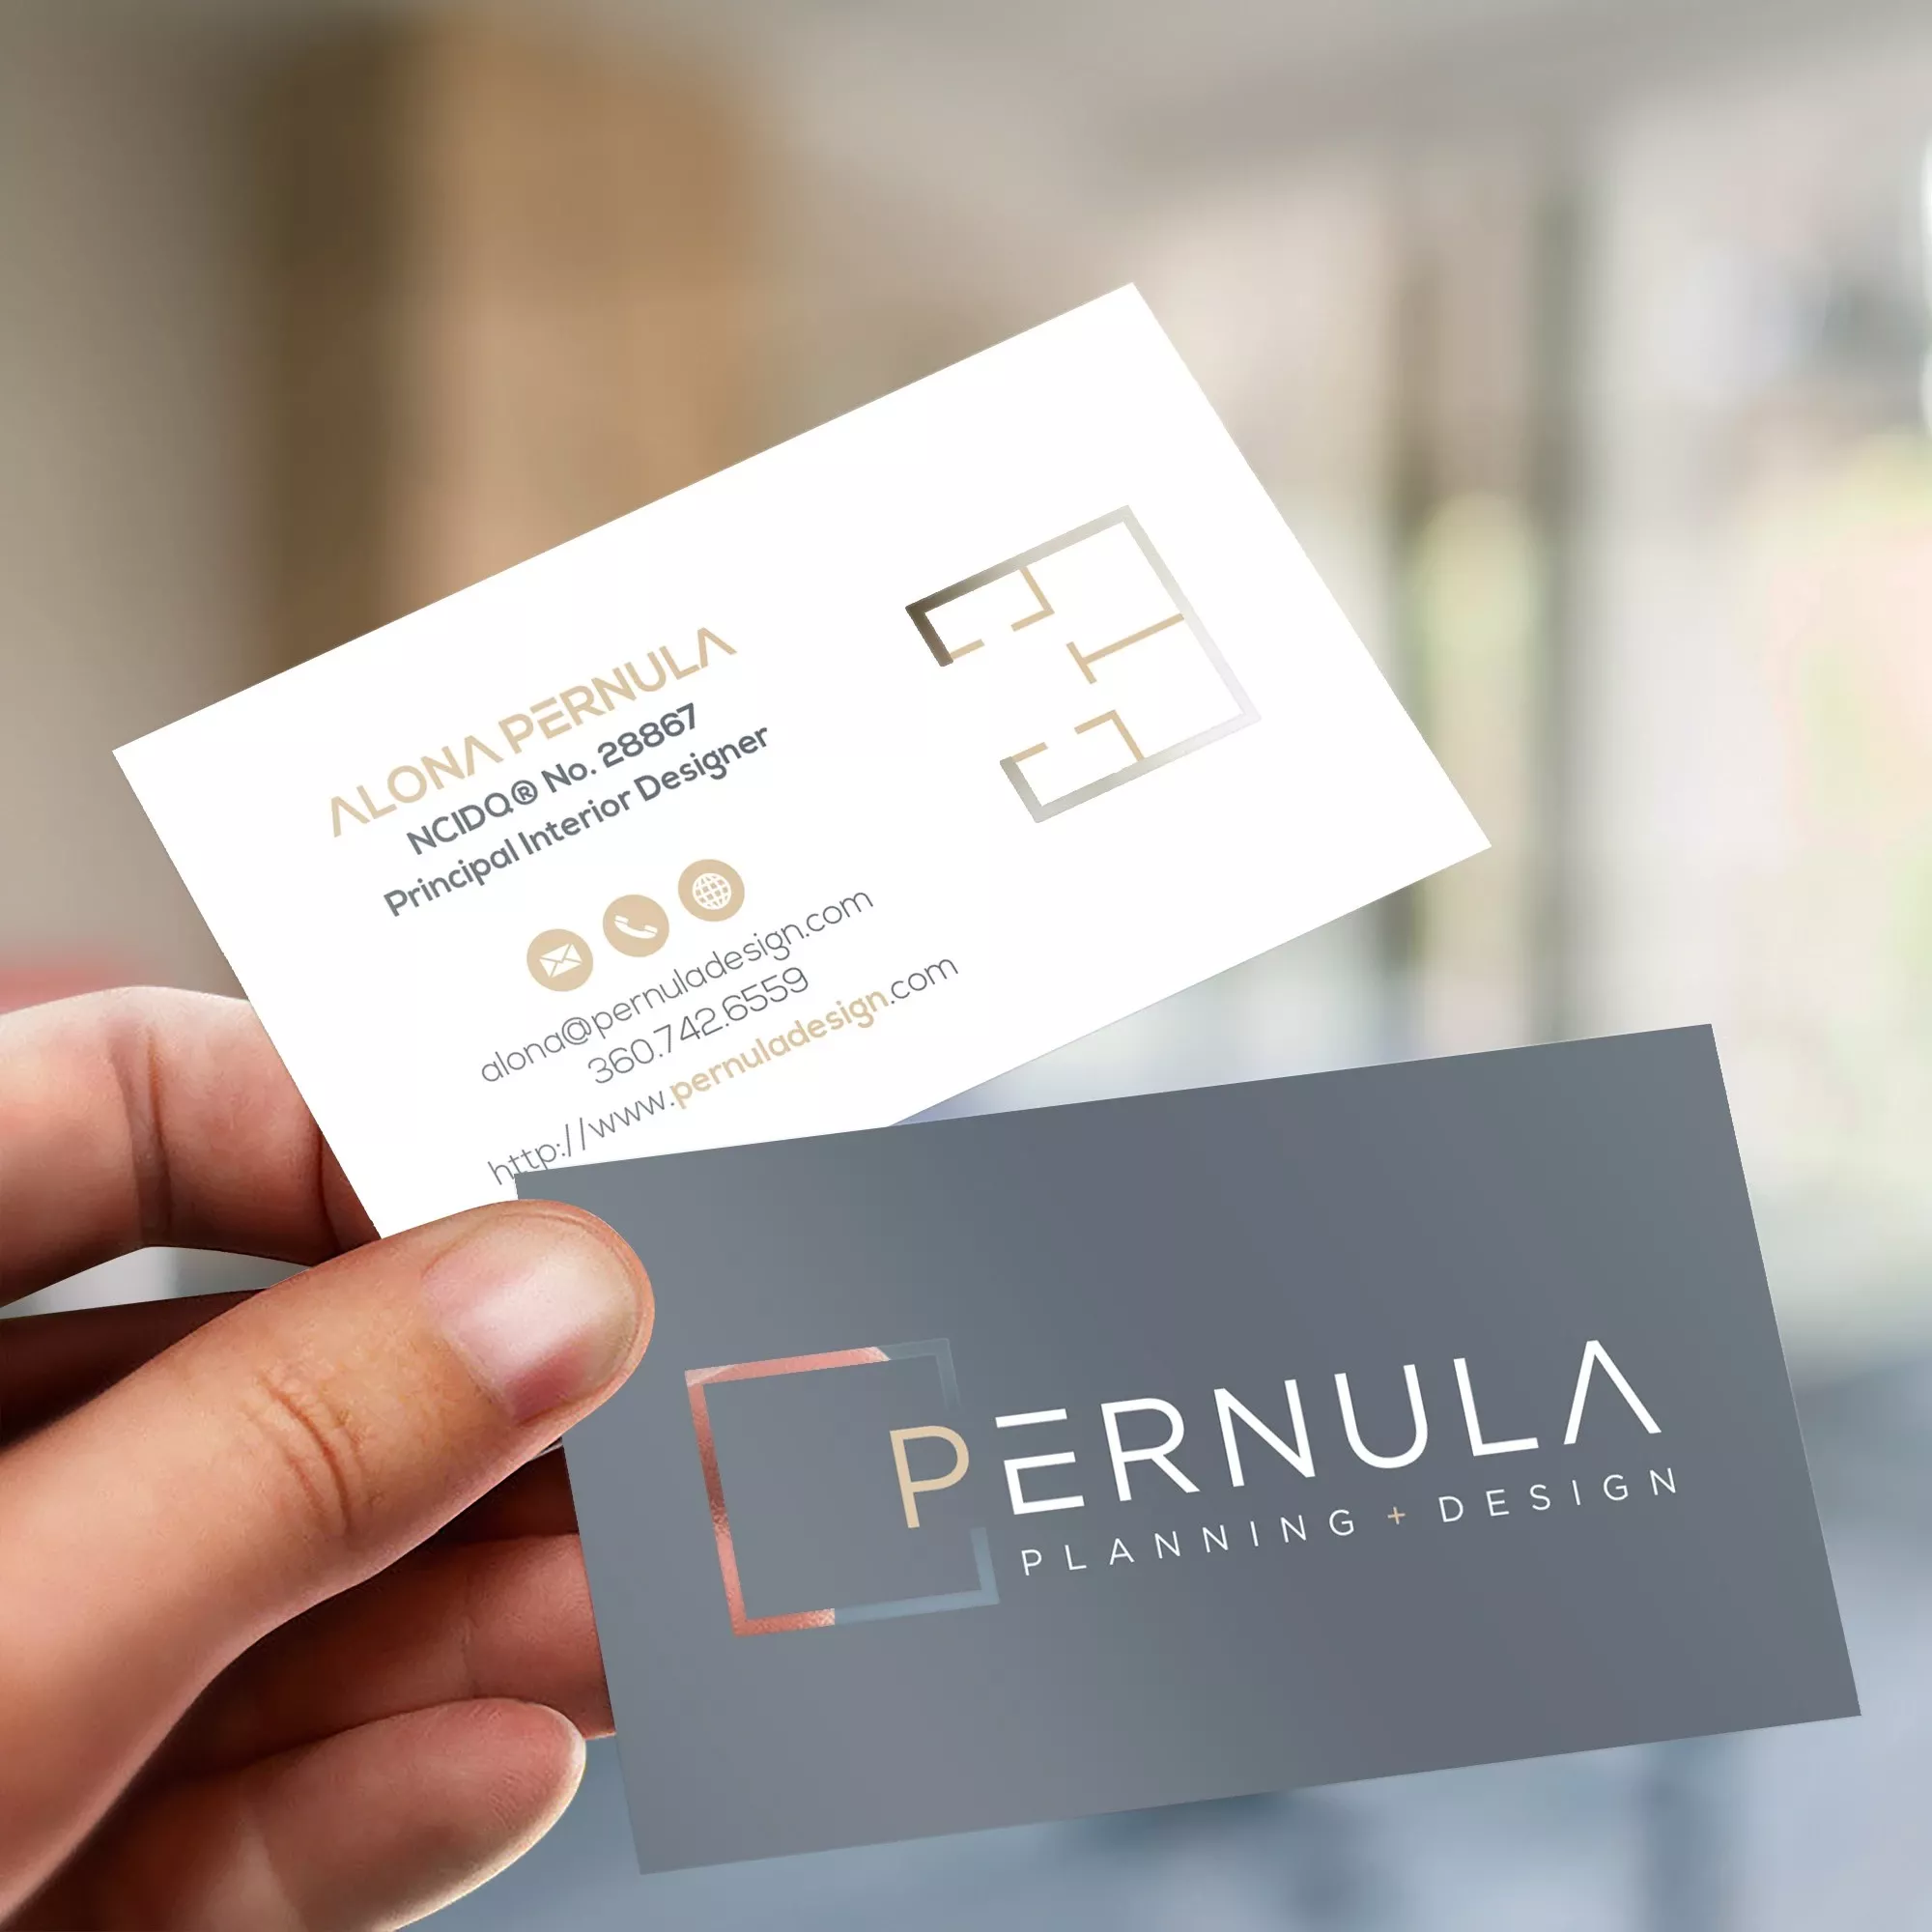 ALONA PERNULA
NCIDQ® No. 28867
Principal Interior Designer
alona@pernuladesign.com
360.742.6559
http://www.pernuladesign.com
PERNULA
PLANNING + DESIGN